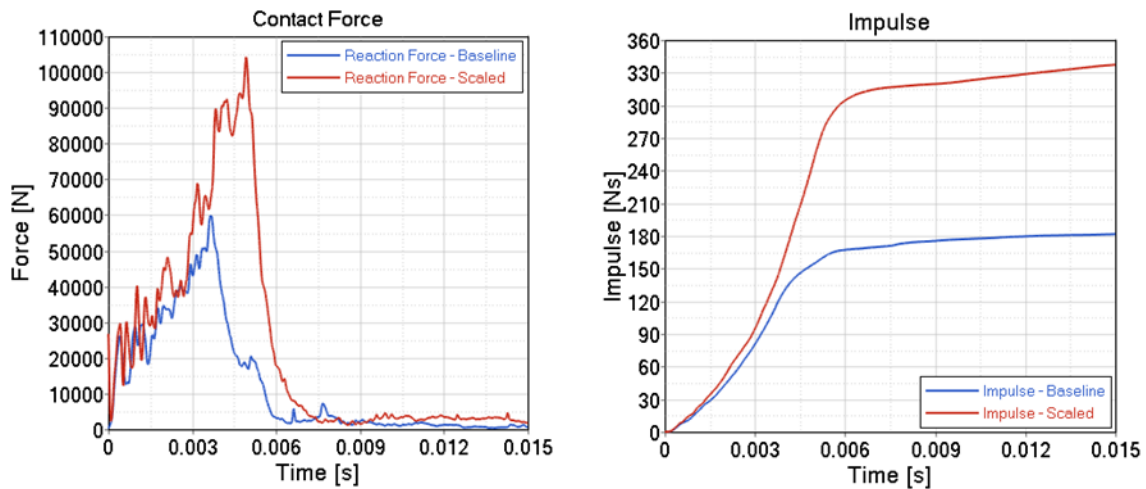 Contact Force
110000
100000
90000
80000
70000
60000
50000
40000
30000
20000
10000
0
Force [N]
Reaction Force - Baseline
Reaction Force - Scaled
0 0.003 0.006 0.009 0.012 0.015
Time [s]
Impulse
360
330
300
270
240
210
180
150
120
90
60
30
0
Impulse [Ns]
Impulse - Baseline
Impulse - Scaled
0 0.003 0.006 0.009 0.012 0.015
Time [s]